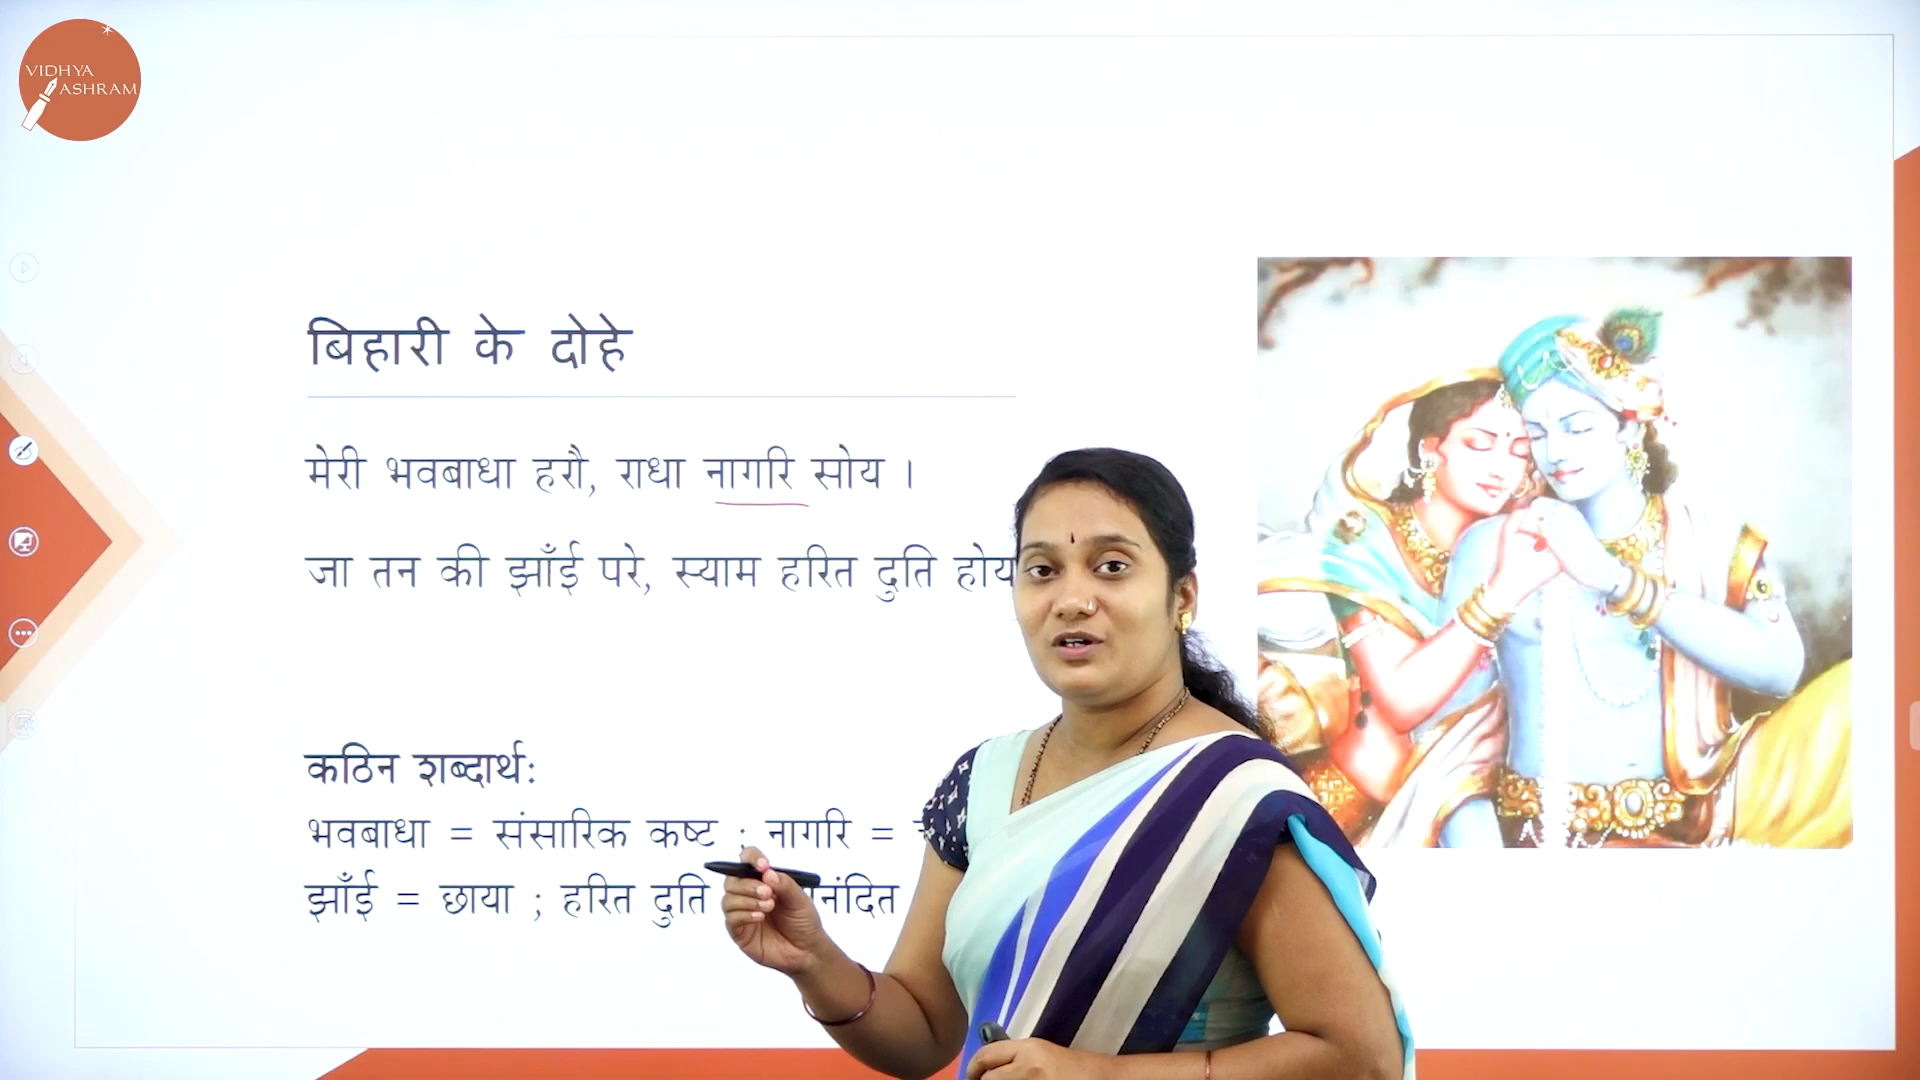 VIDHYA
ASHRAM
बिहारी के दोहे
मेरी भवबाधा हरौ, राधा नागरि सोय ।
जा तन की झाँई परे, स्याम हरित दुति होय
कठिन शब्दार्थ:
भवबाधा = संसारिक कष्ट ; नागरि =
झाँई = छाया ; हरित दुति